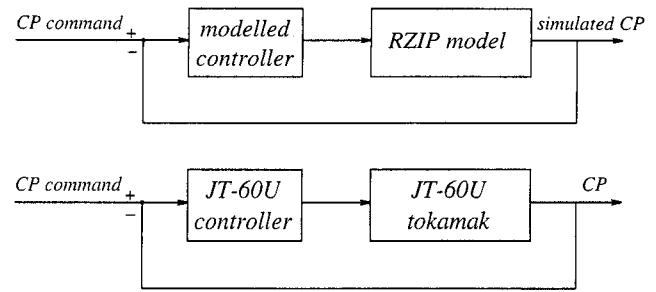 CP command
+
−
modelled
controller
RZIP model
simulated CP
CP command
+
−
JT-60U
controller
JT-60U
tokamak
CP